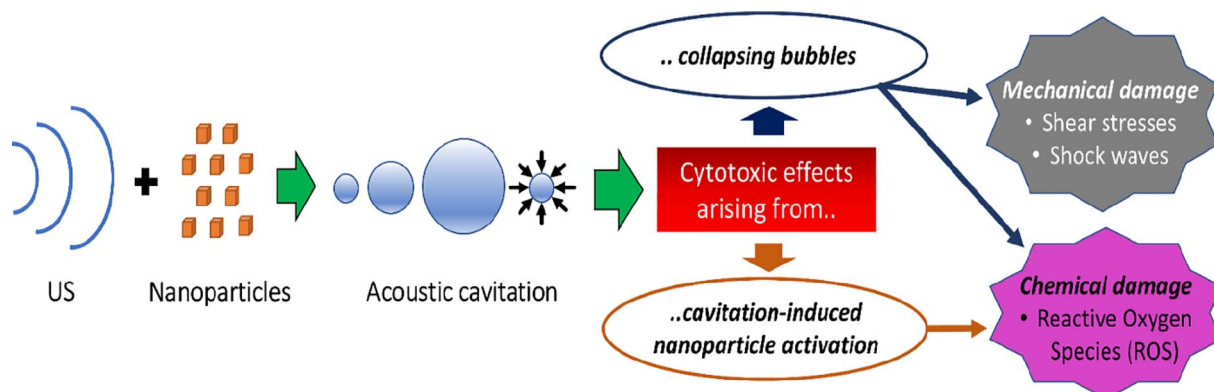 US
+
Nanoparticles
Acoustic cavitation
Cytotoxic effects
arising from..
.. collapsing bubbles
..cavitation-induced
nanoparticle activation
Mechanical damage
• Shear stresses
• Shock waves
Chemical damage
• Reactive Oxygen
Species (ROS)